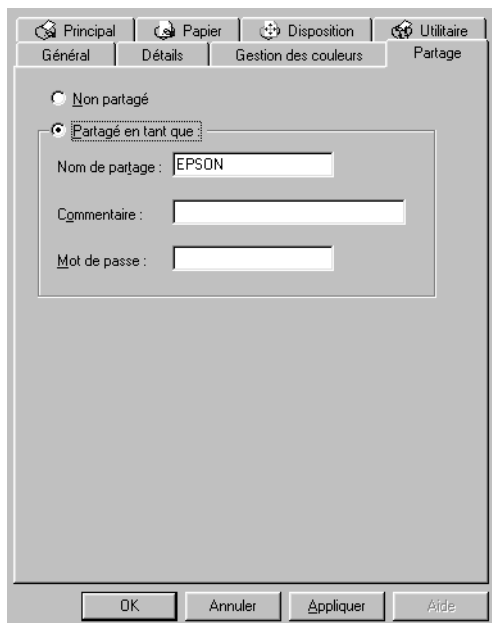 Principal Papier Disposition Utilitaire
Général Détails Gestion des couleurs Partage
Non partagé
Partagé en tant que :
Nom de partage : EPSON
Commentaire :
Mot de passe :
OK Annuler Appliquer Aide